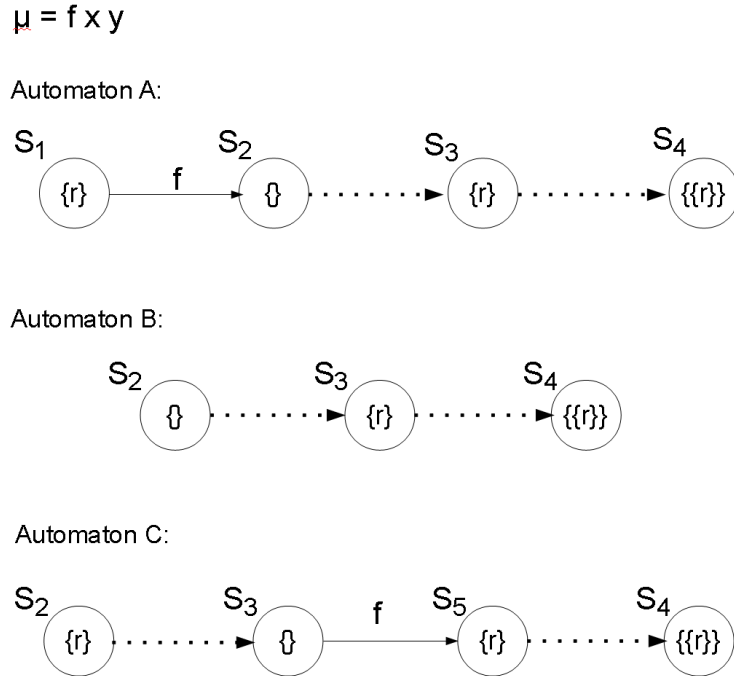 µ = f x y
Automaton A:
S1 S2 S3 S4
{r} f {} {r} {{r}}
Automaton B:
S2 S3 S4
{} {r} {{r}}
Automaton C:
S2 S3 f S5 S4
{r} {} {r} {{r}}